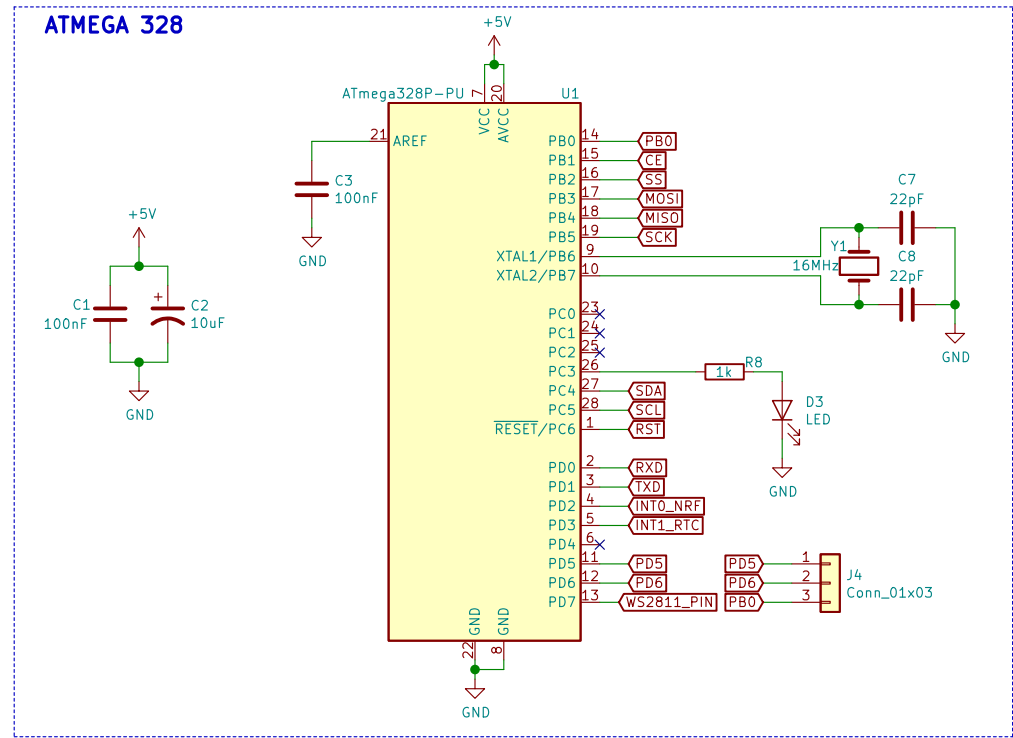 ATMEGA 328
+5V
ATmega328P-PU
U1
7
20
VCC
AVCC
21
AREF
C3
100nF
GND
+5V
C1
100nF
C2
10uF
GND
PB0
14
PB0
PB1
15
CE
PB2
16
SS
PB3
17
MOSI
PB4
18
MISO
PB5
19
SCK
XTAL1/PB6
9
XTAL2/PB7
10
C7
22pF
Y1
16MHz
C8
22pF
GND
PC0
23
PC1
24
PC2
25
PC3
26
1k
R8
PC4
27
SDA
PC5
28
SCL
RESET/PC6
1
RST
D3
LED
GND
PD0
2
RXD
PD1
3
TXD
PD2
4
INT0_NRF
PD3
5
INT1_RTC
PD4
6
PD5
11
PD5
PD6
12
PD6
PD7
13
WS2811_PIN
PD5
1
PD6
2
PB0
3
J4
Conn_01x03
GND
GND
22
8
GND